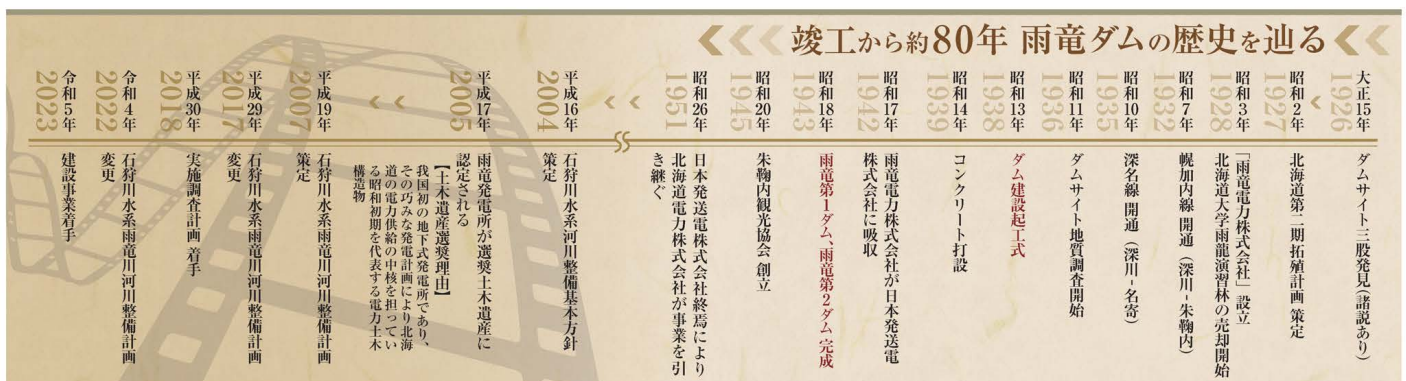 竣工から約80年 雨竜ダムの歴史を辿る
大正15年
1926
ダムサイト三股発見(諸説あり)
昭和2年
1927
北海道第二期拓殖計画 策定
昭和3年
1928
「雨竜電力株式会社」設立
北海道大学雨龍演習林の売却開始
昭和7年
1932
幌加内線 開通(深川-朱鞠内)
昭和10年
1935
深名線 開通(深川-名寄)
昭和11年
1936
ダムサイト地質調査開始
昭和13年
1938
ダム建設起工式
昭和14年
1939
コンクリート打設
昭和17年
1942
雨竜電力株式会社が日本発送電
株式会社に吸収
昭和18年
1943
雨竜第1ダム、雨竜第2ダム 完成
昭和20年
1945
朱鞠内観光協会 創立
昭和26年
1951
日本発送電株式会社終焉により
北海道電力株式会社が事業を引
き継ぐ
平成16年
2004
石狩川水系河川整備基本方針
策定
平成17年
2005
雨竜発電所が選奨土木遺産に
認定される
【土木遺産選奨理由】
我国初の地下式発電所であり、
その巧みな発電計画により北海
道の電力供給の中核を担ってい
る昭和初期を代表する電力土木
構造物
平成19年
2007
石狩川水系雨竜川河川整備計画
策定
平成29年
2017
石狩川水系雨竜川河川整備計画
変更
平成30年
2018
実施調査計画 着手
令和4年
2022
石狩川水系雨竜川河川整備計画
変更
令和5年
2023
建設事業着手